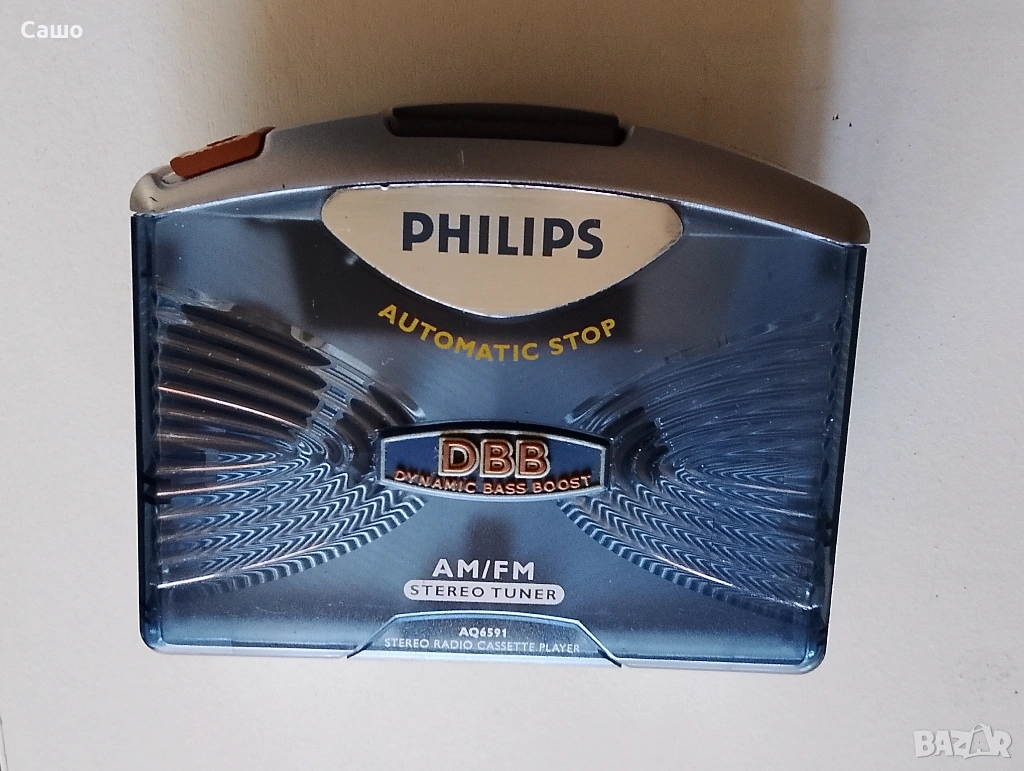 Сашо
PHILIPS
AUTOMATIC STOP
DBB
DYNAMIC BASS BOOST
AM/FM
STEREO TUNER
AQ6591
STEREO RADIO CASSETTE PLAYER
BAZAR